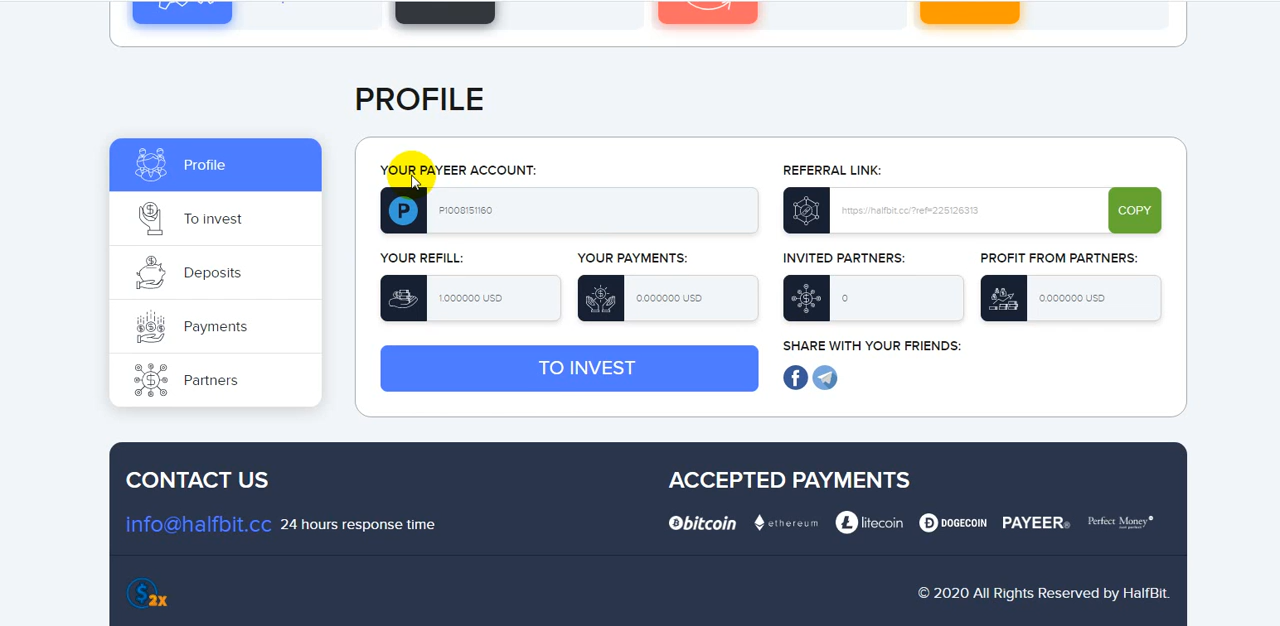 PROFILE
Profile
To invest
Deposits
Payments
Partners
YOUR PAYEER ACCOUNT:
P
P1008151160
REFERRAL LINK:
https://halfbit.cc/?ref=225126313
COPY
YOUR REFILL:
1.000000 USD
YOUR PAYMENTS:
0.000000 USD
INVITED PARTNERS:
0
PROFIT FROM PARTNERS:
0.000000 USD
TO INVEST
SHARE WITH YOUR FRIENDS:
CONTACT US
info@halfbit.cc 24 hours response time
ACCEPTED PAYMENTS
bitcoin ethereum litecoin DOGECOIN PAYEER® Perfect Money
$ 2x
© 2020 All Rights Reserved by HalfBit.